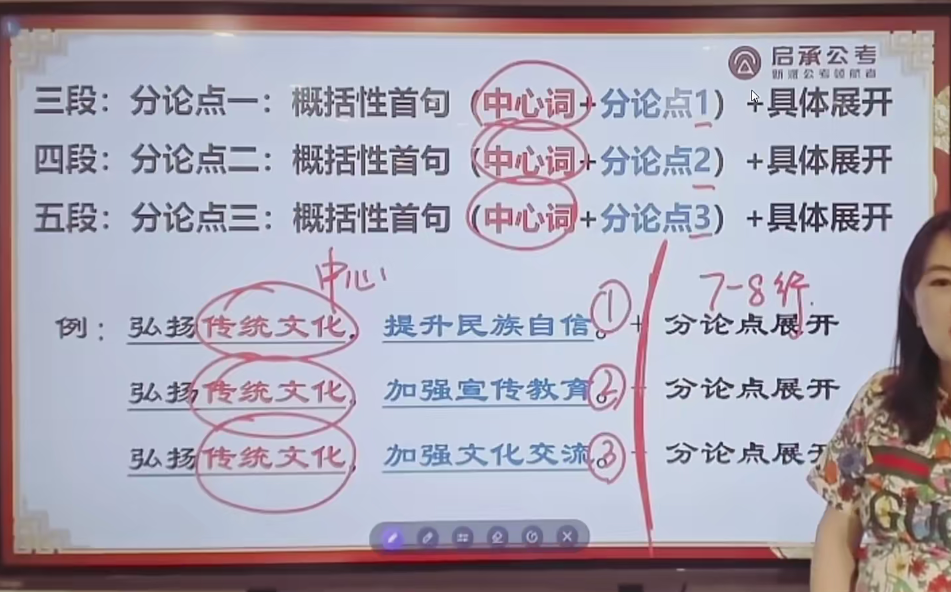 启承公考
新河公考领航者
三段：分论点一：概括性首句（中心词+分论点1）+具体展开
四段：分论点二：概括性首句（中心词+分论点2）+具体展开
五段：分论点三：概括性首句（中心词+分论点3）+具体展开
中心
7-8行.
例：弘扬传统文化，提升民族自信。① + 分论点展开
弘扬传统文化，加强宣传教育。② + 分论点展开
弘扬传统文化，加强文化交流。③ 分论点展开